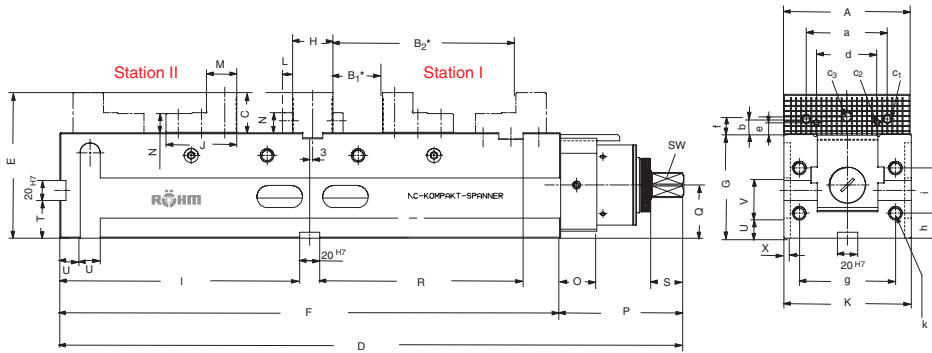 H
B2*
A
a
d
c3 c2 c1
Station II
M
L
B1*
Station I
C
N
N
J
3
E
20 H7
T
RÖHM
NC-KOMPAKT-SPANNER
SW
Q
U U
I
20 H7
R
O
S
F
P
D
f
b
e
G
V
U
X
20 H7
i
h
g
K
k